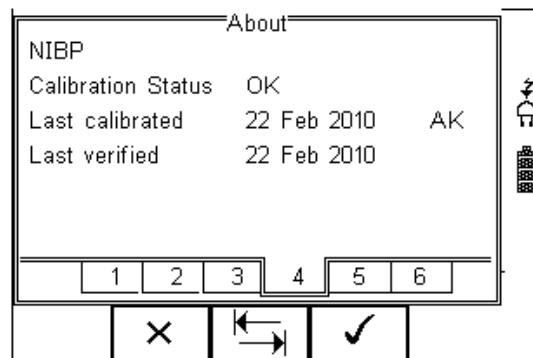 About
NIBP
Calibration Status OK
Last calibrated 22 Feb 2010 AK
Last verified 22 Feb 2010
1 2 3 4 5 6